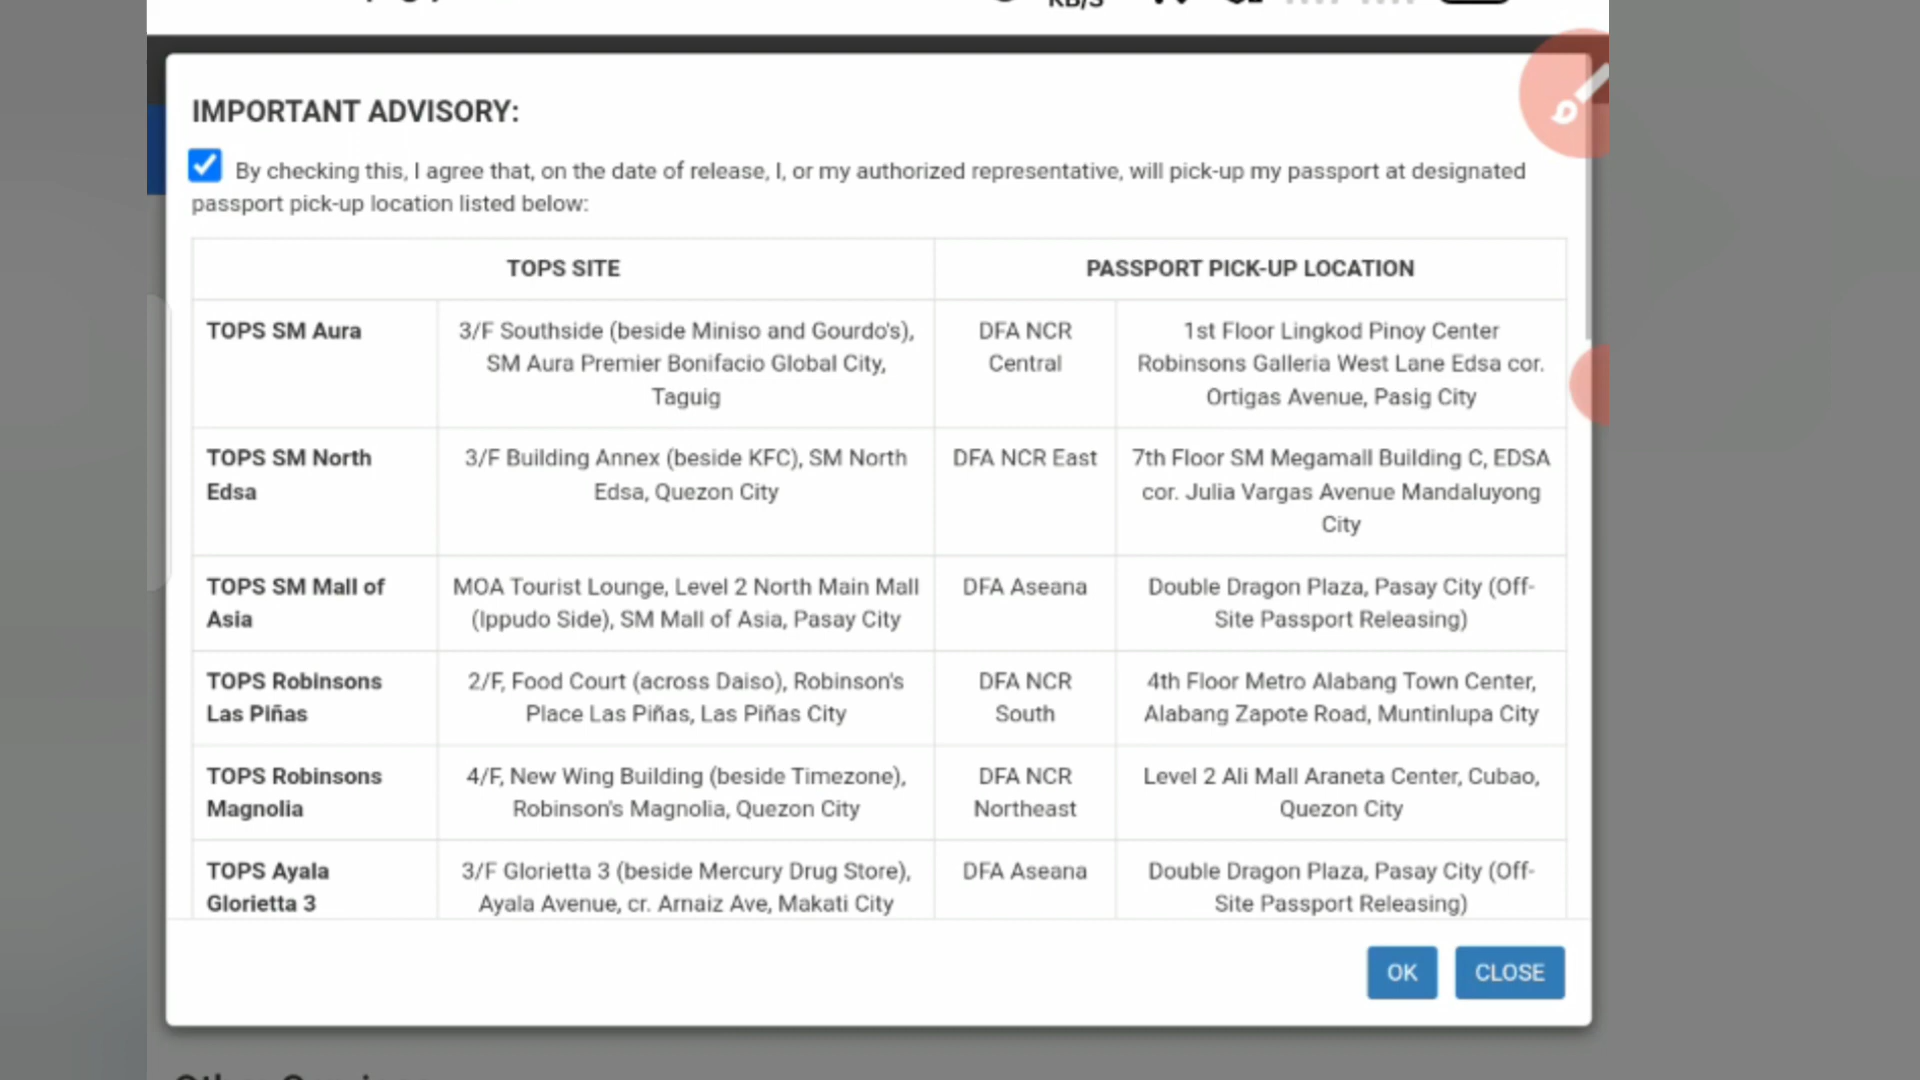 KB/S
IMPORTANT ADVISORY:
By checking this, I agree that, on the date of release, I, or my authorized representative, will pick-up my passport at designated
passport pick-up location listed below:
TOPS SITE
PASSPORT PICK-UP LOCATION
TOPS SM Aura
3/F Southside (beside Miniso and Gourdo's),
SM Aura Premier Bonifacio Global City,
Taguig
DFA NCR
Central
1st Floor Lingkod Pinoy Center
Robinsons Galleria West Lane Edsa cor.
Ortigas Avenue, Pasig City
TOPS SM North
Edsa
3/F Building Annex (beside KFC), SM North
Edsa, Quezon City
DFA NCR East
7th Floor SM Megamall Building C, EDSA
cor. Julia Vargas Avenue Mandaluyong
City
TOPS SM Mall of
Asia
MOA Tourist Lounge, Level 2 North Main Mall
(Ippudo Side), SM Mall of Asia, Pasay City
DFA Aseana
Double Dragon Plaza, Pasay City (Off-
Site Passport Releasing)
TOPS Robinsons
Las Piñas
2/F, Food Court (across Daiso), Robinson's
Place Las Piñas, Las Piñas City
DFA NCR
South
4th Floor Metro Alabang Town Center,
Alabang Zapote Road, Muntinlupa City
TOPS Robinsons
Magnolia
4/F, New Wing Building (beside Timezone),
Robinson's Magnolia, Quezon City
DFA NCR
Northeast
Level 2 Ali Mall Araneta Center, Cubao,
Quezon City
TOPS Ayala
Glorietta 3
3/F Glorietta 3 (beside Mercury Drug Store),
Ayala Avenue, cr. Arnaiz Ave, Makati City
DFA Aseana
Double Dragon Plaza, Pasay City (Off-
Site Passport Releasing)
OK
CLOSE